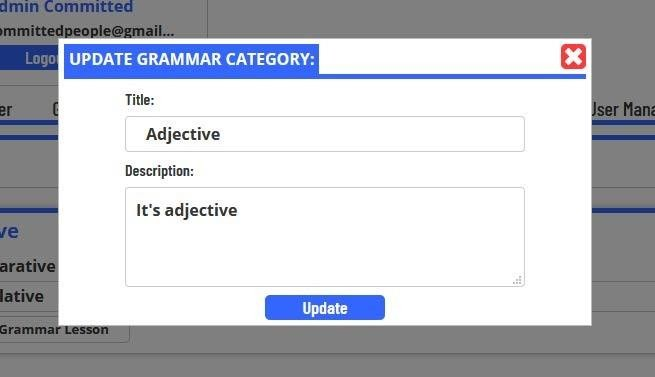 dmin Committed
ommittedpeople@gmail...
Logo
UPDATE GRAMMAR CATEGORY:
er
G
User Mana
Title:
Adjective
Description:
It's adjective
ve
arative
lative
Grammar Lesson
Update